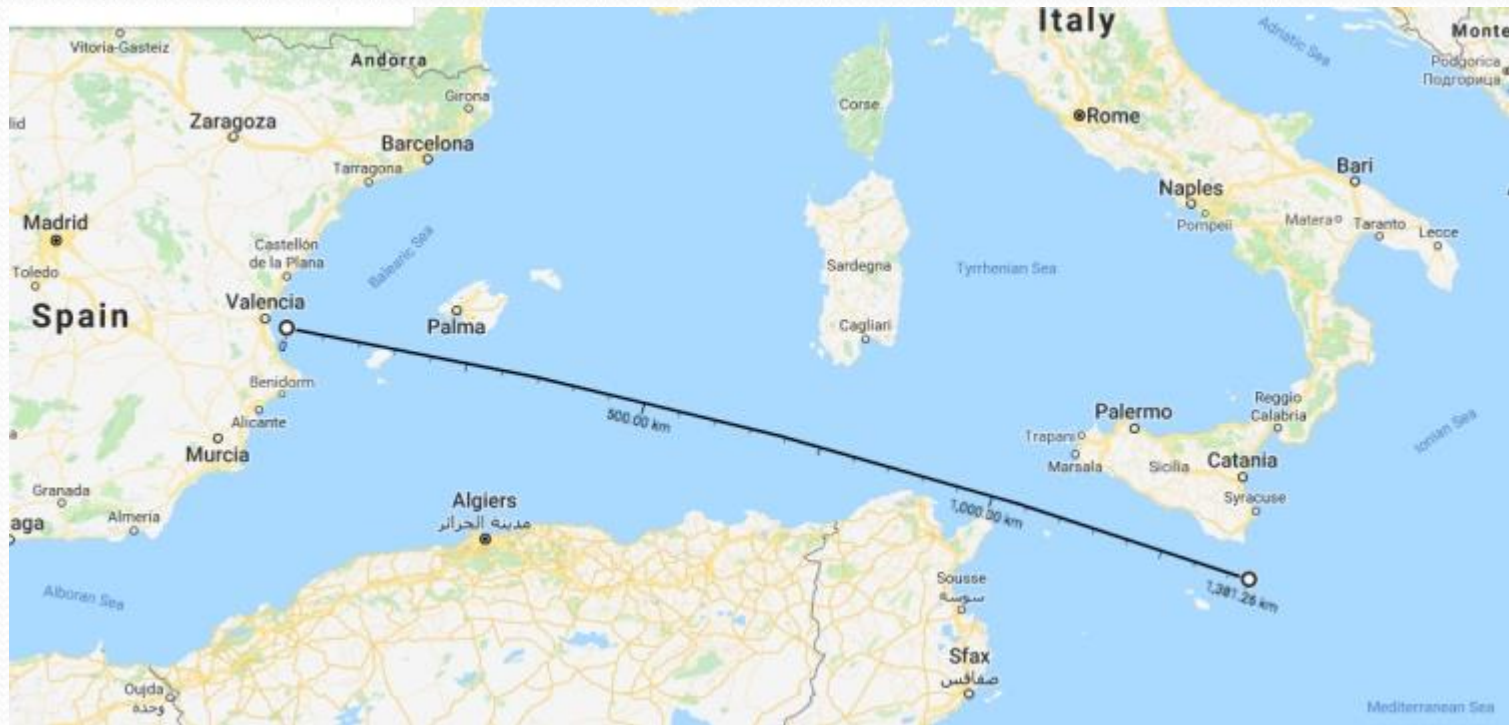 Italy
Adriatic Sea
Monte
Vitoria-Gasteiz
Andorra
Podgorica
Подгорица
Girona
Corse
Zaragoza
Rome
lid
Barcelona
Tarragona
Bari
Naples
Madrid
Pompeii
Matera
Taranto
Lecce
Castellón
de la Plana
Balearic Sea
Toledo
Sardegna
Tyrrhenian Sea
Valencia
Spain
Palma
Cagliari
0
Benidorm
Reggio
Calabria
500.00 km
Palermo
Alicante
Ionian Sea
Trapani
Murcia
Marsala
Sicilia
Catania
Granada
Algiers
مدينة الجزائر
Syracuse
aga
Almería
1,000.00 km
Sousse
سوسة
1,381.26 km
Alboran Sea
Sfax
صفاقس
Oujda
وجدة
Mediterranean Sea